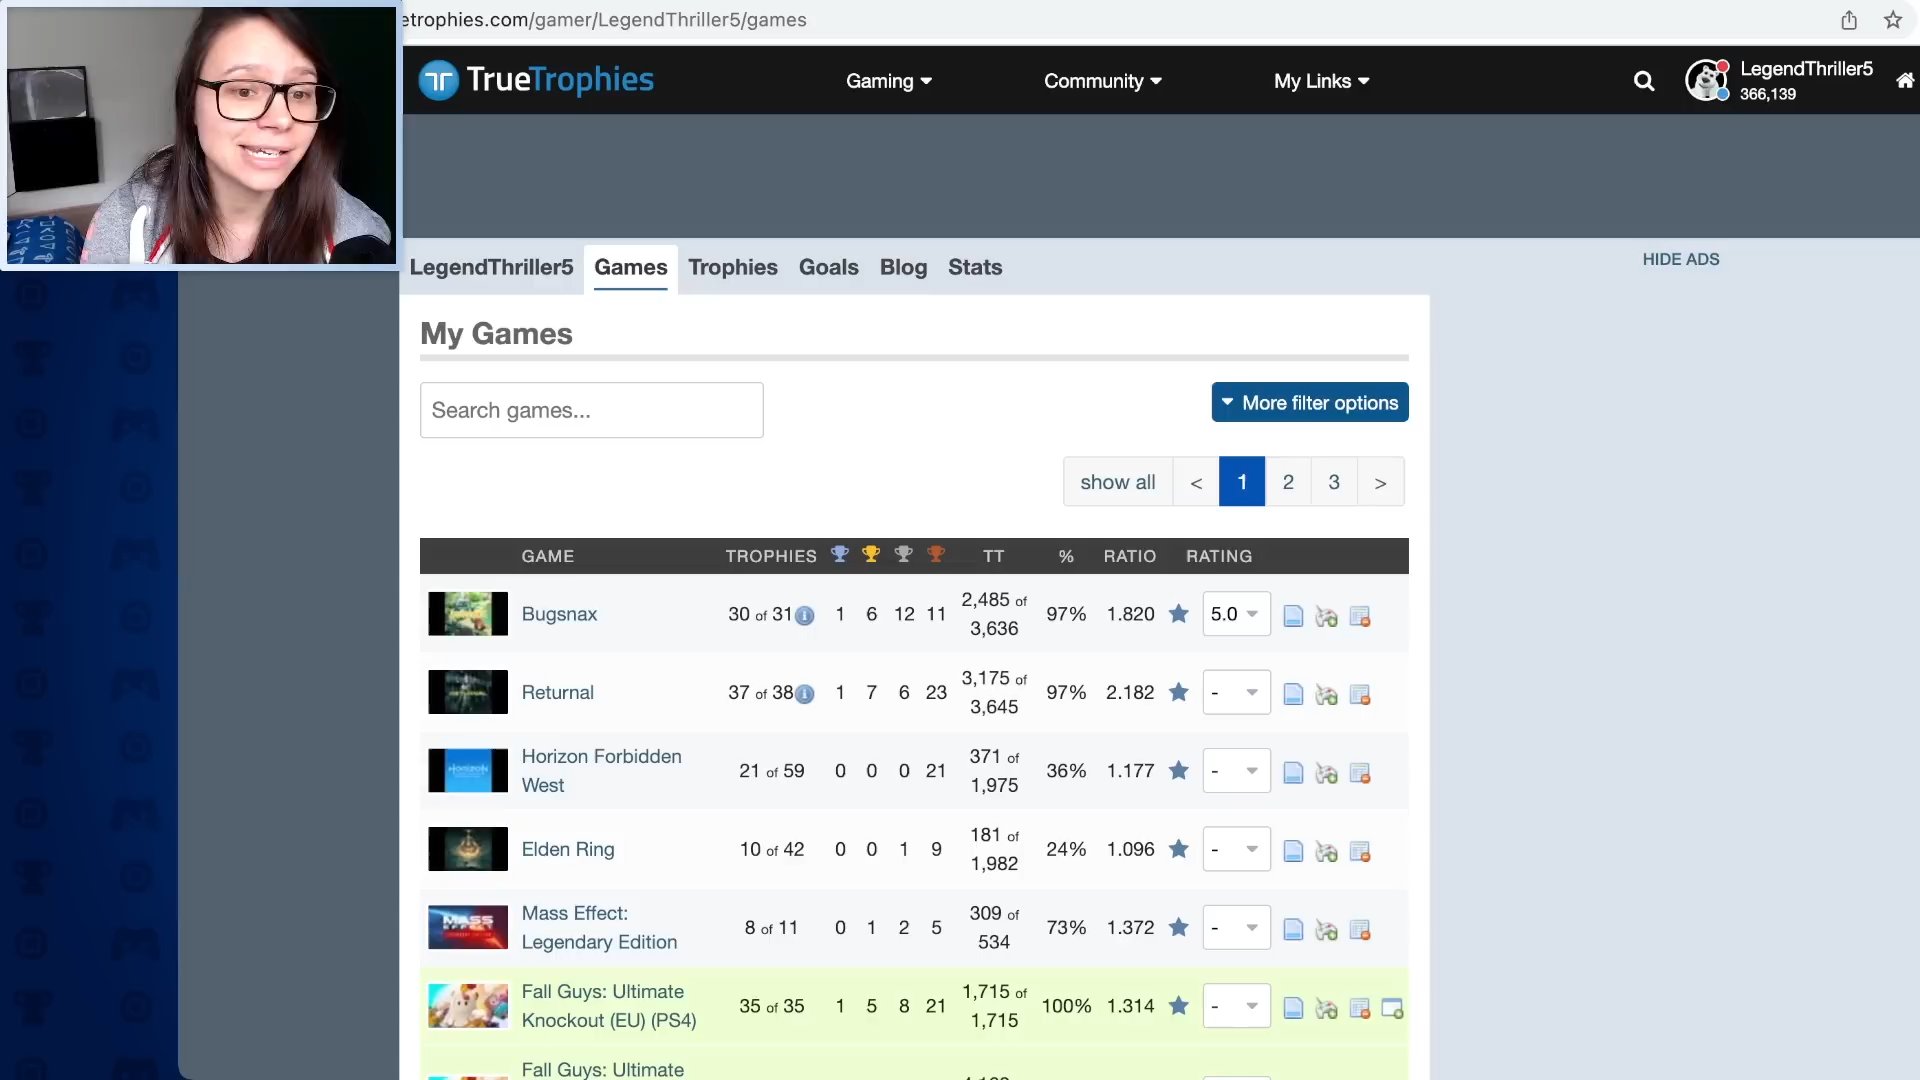 etrophies.com/gamer/LegendThriller5/games
TrueTrophies
Gaming
Community
My Links
LegendThriller5
366,139
HIDE ADS
LegendThriller5 Games Trophies Goals Blog Stats
My Games
Search games...
More filter options
show all < 1 2 3 >
GAME TROPHIES TT % RATIO RATING
Bugsnax 30 of 31 1 6 12 11 2,485 of 3,636 97% 1.820 5.0
Returnal 37 of 38 1 7 6 23 3,175 of 3,645 97% 2.182 -
Horizon Forbidden West 21 of 59 0 0 0 21 371 of 1,975 36% 1.177 -
Elden Ring 10 of 42 0 0 1 9 181 of 1,982 24% 1.096 -
Mass Effect: Legendary Edition 8 of 11 0 1 2 5 309 of 534 73% 1.372 -
Fall Guys: Ultimate Knockout (EU) (PS4) 35 of 35 1 5 8 21 1,715 of 1,715 100% 1.314 -
Fall Guys: Ultimate